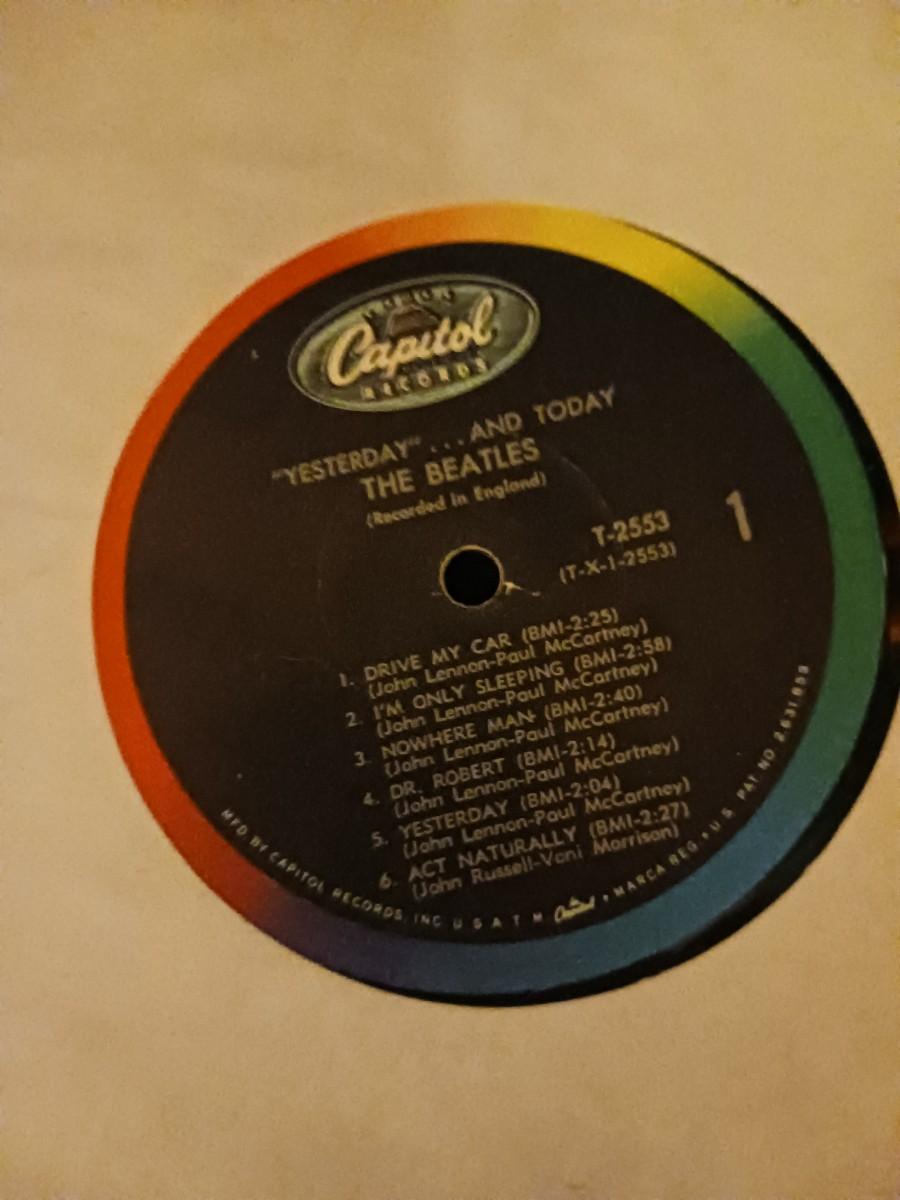 Capitol
RECORDS
"YESTERDAY" ...AND TODAY
THE BEATLES
(Recorded in England)
T-2553
(T-X-1-2553)
1
1. DRIVE MY CAR (BMI-2:25)
(John Lennon-Paul McCartney)
2. I'M ONLY SLEEPING (BMI-2:58)
(John Lennon-Paul McCartney)
3. NOWHERE MAN (BMI-2:40)
(John Lennon-Paul McCartney)
4. DR. ROBERT (BMI-2:14)
(John Lennon-Paul McCartney)
5. YESTERDAY (BMI-2:04)
(John Lennon-Paul McCartney)
6. ACT NATURALLY (BMI-2:27)
(John Russell-Voni Morrison)
MFD BY CAPITOL RECORDS, INC U S A T M Capitol • MARCA REG • U.S. PAT NO 2,631,859